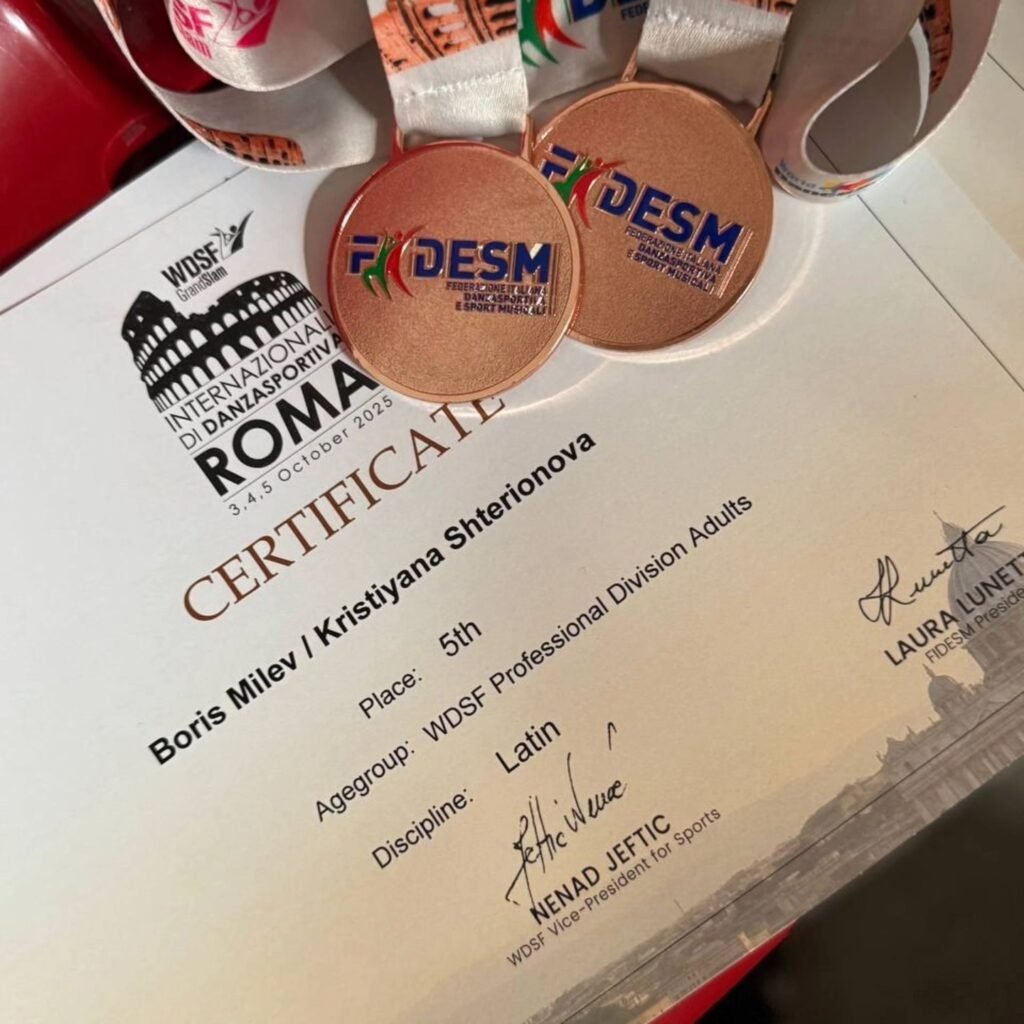 FIDESM
FEDERAZIONE ITALIANA
DANZASPORTIVA
E SPORT MUSICALI
FIDESM
FEDERAZIONE ITALIANA
DANZASPORTIVA
E SPORT MUSICALI
WDSF
GrandSlam
INTERNAZIONALI
DI DANZASPORTIVA
ROMA
3,4,5 October 2025
CERTIFICATE
Boris Milev / Kristiyana Shterionova
Place: 5th
Agegroup: WDSF Professional Division Adults
Discipline: Latin
NENAD JEFTIC
WDSF Vice-President for Sports
LAURA LUNETT
FIDESM Preside